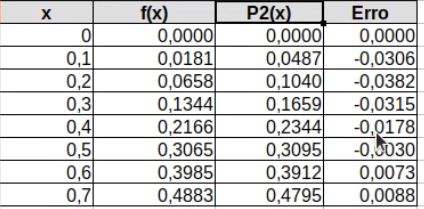 x f(x) P2(x) Erro
0 0,0000 0,0000 0,0000
0,1 0,0181 0,0487 -0,0306
0,2 0,0658 0,1040 -0,0382
0,3 0,1344 0,1659 -0,0315
0,4 0,2166 0,2344 -0,0178
0,5 0,3065 0,3095 -0,0030
0,6 0,3985 0,3912 0,0073
0,7 0,4883 0,4795 0,0088